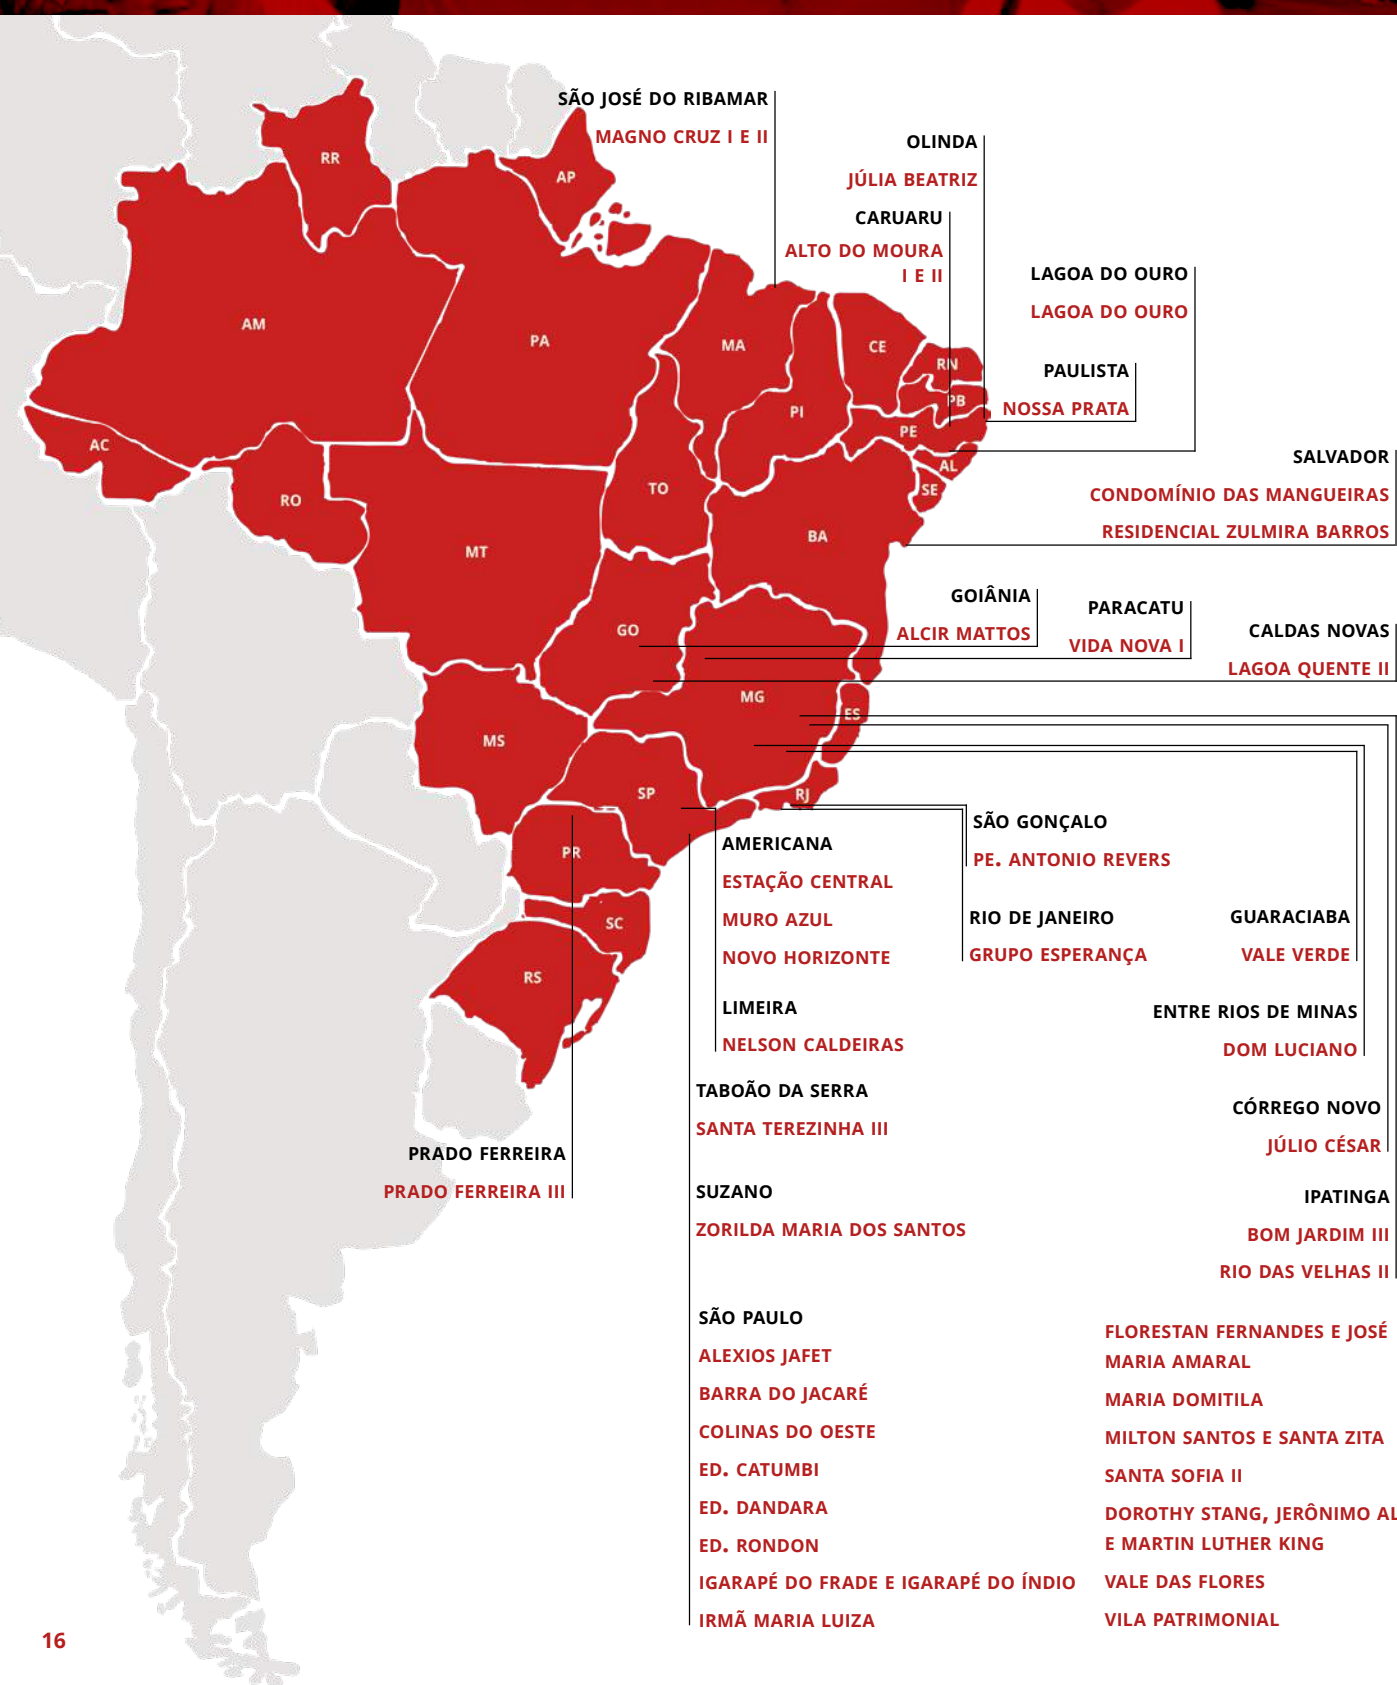 SÃO JOSÉ DO RIBAMAR
MAGNO CRUZ I E II
OLINDA
JÚLIA BEATRIZ
CARUARU
ALTO DO MOURA
I E II
LAGOA DO OURO
LAGOA DO OURO
PAULISTA
NOSSA PRATA
SALVADOR
CONDOMÍNIO DAS MANGUEIRAS
RESIDENCIAL ZULMIRA BARROS
GOIÂNIA
ALCIR MATTOS
PARACATU
VIDA NOVA I
CALDAS NOVAS
LAGOA QUENTE II
RR
AP
AM
PA
MA
CE
RN
PB
PI
PE
AL
SE
AC
RO
TO
BA
MT
GO
MG
ES
MS
SP
RJ
PR
SC
RS
SÃO GONÇALO
PE. ANTONIO REVERS
RIO DE JANEIRO
GRUPO ESPERANÇA
GUARACIABA
VALE VERDE
ENTRE RIOS DE MINAS
DOM LUCIANO
CÓRREGO NOVO
JÚLIO CÉSAR
IPATINGA
BOM JARDIM III
RIO DAS VELHAS II
AMERICANA
ESTAÇÃO CENTRAL
MURO AZUL
NOVO HORIZONTE
LIMEIRA
NELSON CALDEIRAS
TABOÃO DA SERRA
SANTA TEREZINHA III
PRADO FERREIRA
PRADO FERREIRA III
SUZANO
ZORILDA MARIA DOS SANTOS
SÃO PAULO
ALEXIOS JAFET
BARRA DO JACARÉ
COLINAS DO OESTE
ED. CATUMBI
ED. DANDARA
ED. RONDON
IGARAPÉ DO FRADE E IGARAPÉ DO ÍNDIO
IRMÃ MARIA LUIZA
FLORESTAN FERNANDES E JOSÉ
MARIA AMARAL
MARIA DOMITILA
MILTON SANTOS E SANTA ZITA
SANTA SOFIA II
DOROTHY STANG, JERÔNIMO AL
E MARTIN LUTHER KING
VALE DAS FLORES
VILA PATRIMONIAL
16